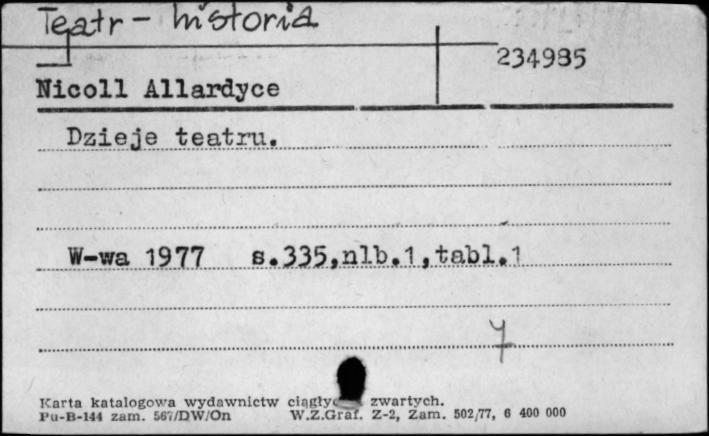 Teatr - historia
234985
Nicoll Allardyce
Dzieje teatru.
W-wa 1977 s.335,nlb.1,tabl.1
Karta katalogowa wydawnictw zwartych.
Pu-B-144 zam. 567/DW/On W.Z.Graf. Z-2, Zam. 502/77, 6 400 000